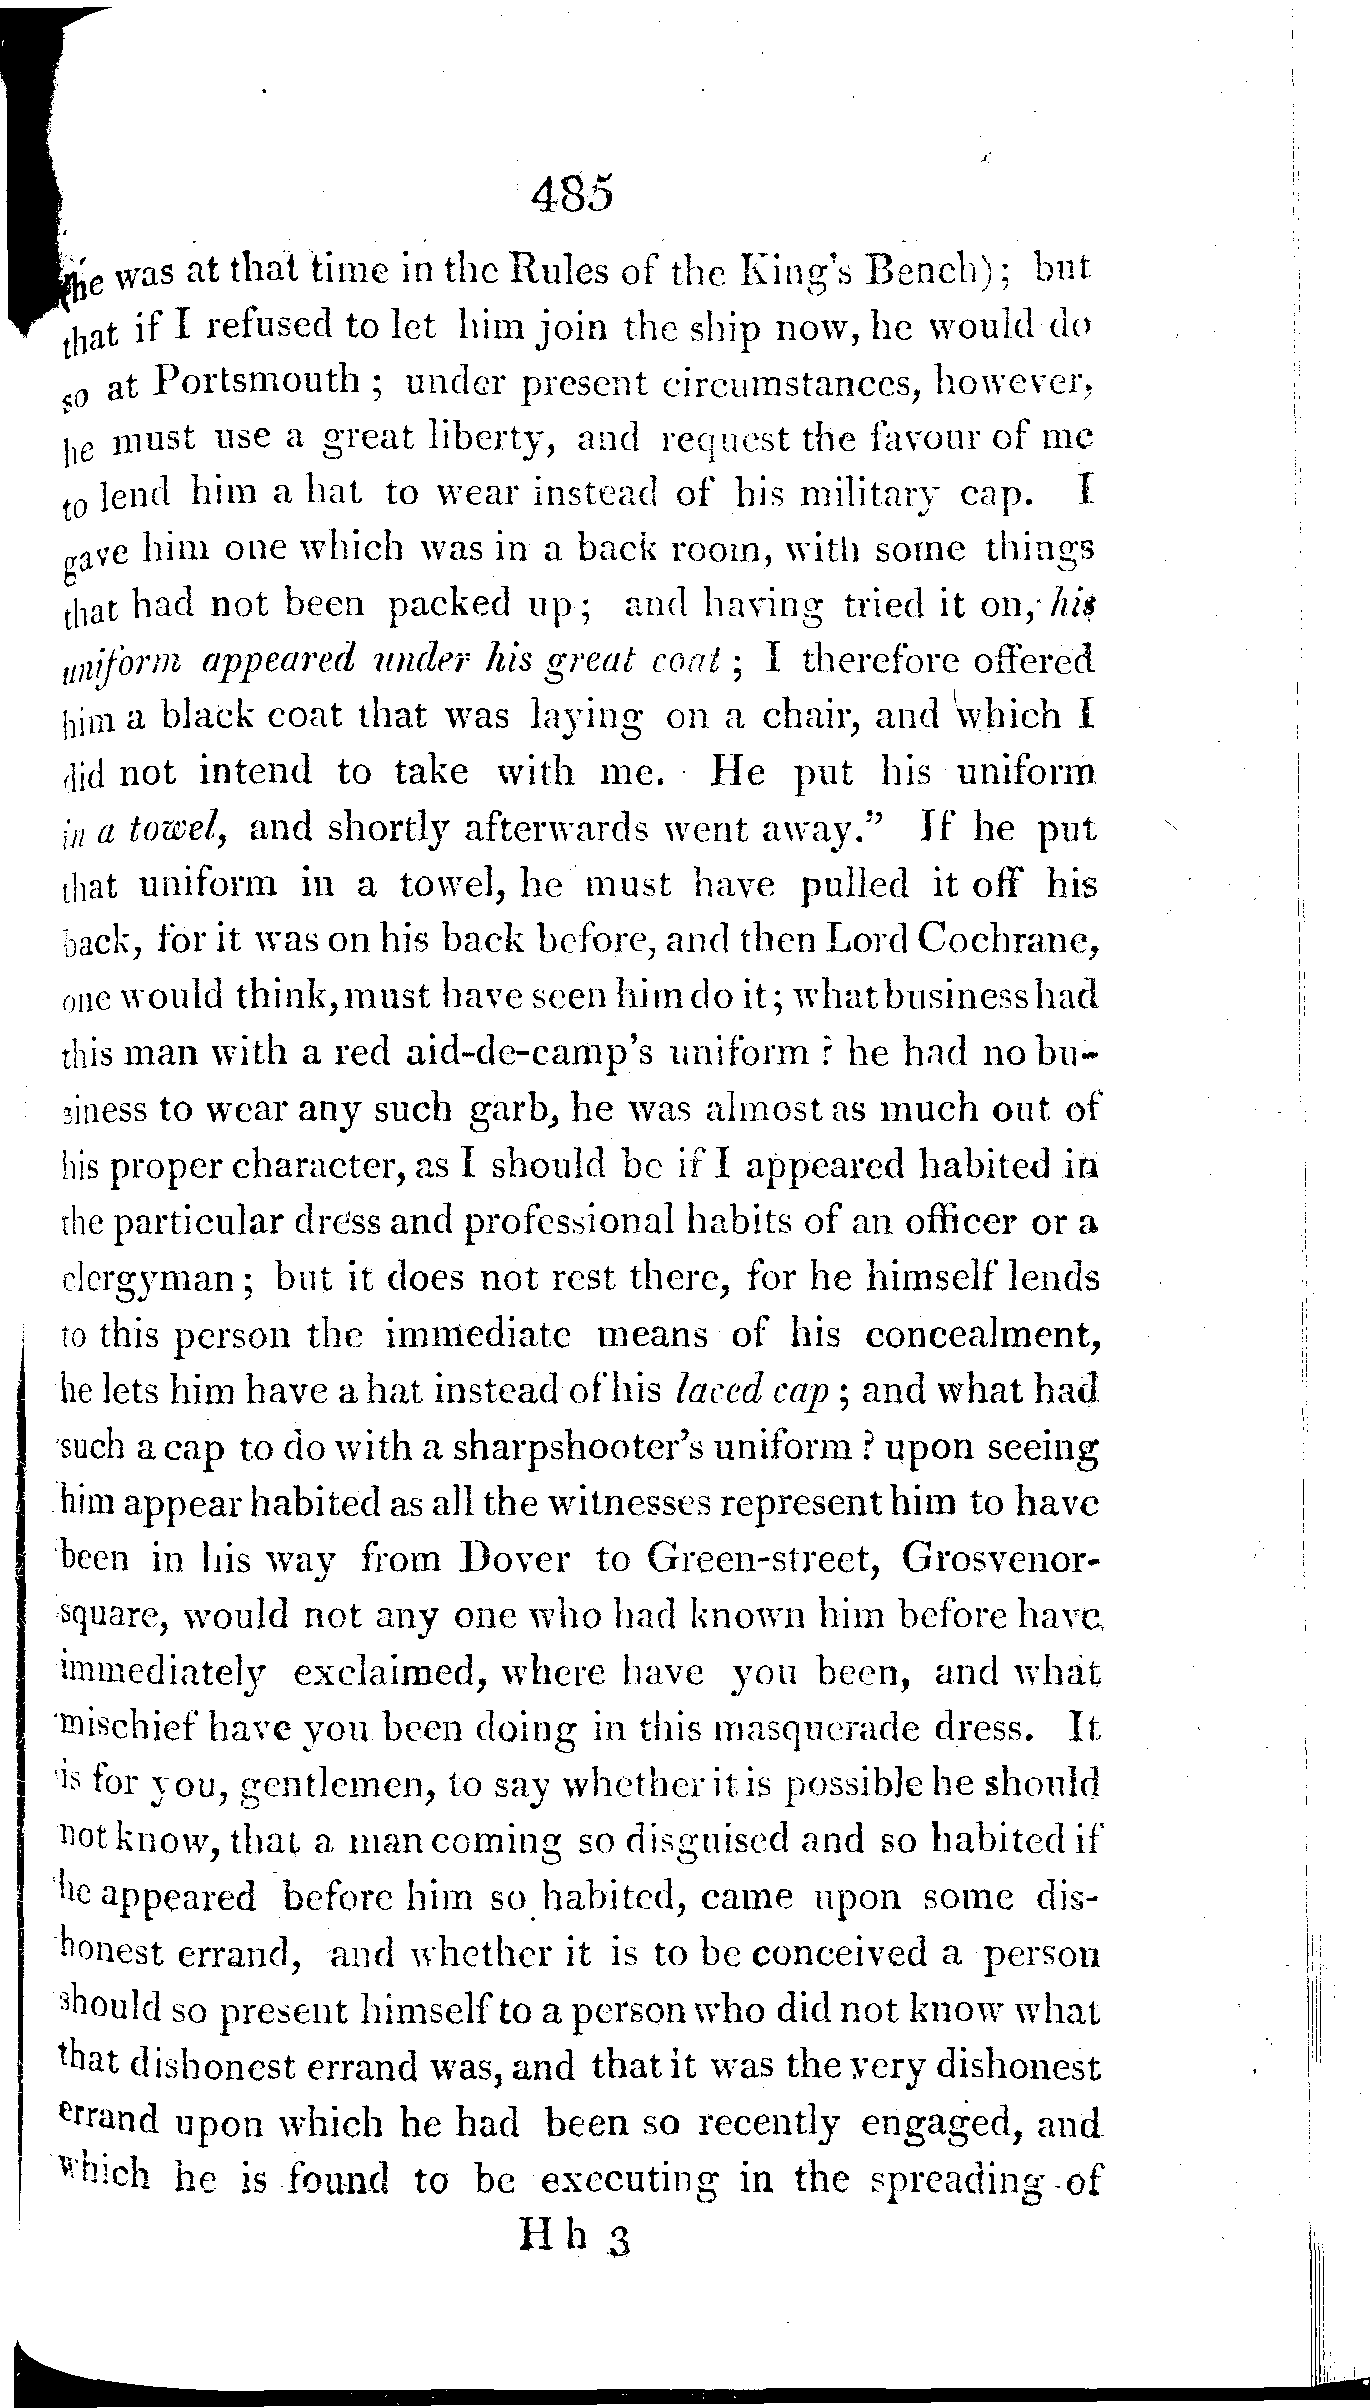 485
(he was at that time in the Rules of the King's Bench); but
that if I refused to let him join the ship now, he would do
so at Portsmouth; under present circumstances, however,
he must use a great liberty, and request the favour of me
to lend him a hat to wear instead of his military cap. I
gave him one which was in a back room, with some things
that had not been packed up; and having tried it on, his
uniform appeared under his great coat; I therefore offered
him a black coat that was laying on a chair, and which I
did not intend to take with me. He put his uniform
in a towel, and shortly afterwards went away." If he put
that uniform in a towel, he must have pulled it off his
back, for it was on his back before, and then Lord Cochrane,
one would think, must have seen him do it; what business had
this man with a red aid-de-camp's uniform? he had no bu-
siness to wear any such garb, he was almost as much out of
his proper character, as I should be if I appeared habited in
the particular dress and professional habits of an officer or a
clergyman; but it does not rest there, for he himself lends
to this person the immediate means of his concealment,
he lets him have a hat instead of his laced cap; and what had
such a cap to do with a sharpshooter's uniform? upon seeing
him appear habited as all the witnesses represent him to have
been in his way from Dover to Green-street, Grosvenor-
square, would not any one who had known him before have
immediately exclaimed, where have you been, and what
mischief have you been doing in this masquerade dress. It
is for you, gentlemen, to say whether it is possible he should
not know, that a man coming so disguised and so habited if
he appeared before him so habited, came upon some dis-
honest errand, and whether it is to be conceived a person
should so present himself to a person who did not know what
that dishonest errand was, and that it was the very dishonest
errand upon which he had been so recently engaged, and
which he is found to be executing in the spreading of
H h 3